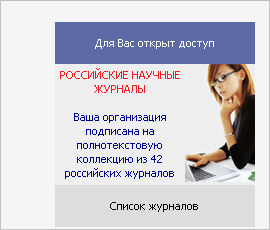 Для Вас открыт доступ
РОССИЙСКИЕ НАУЧНЫЕ
ЖУРНАЛЫ
Ваша организация
подписана на
полнотекстовую
коллекцию из 42
российских журналов
Список журналов